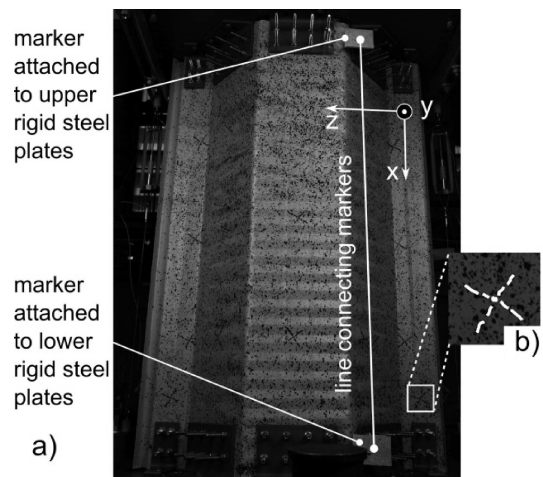 marker
attached
to upper
rigid steel
plates
z
y
x
line connecting markers
marker
attached
to lower
rigid steel
plates
a)
b)